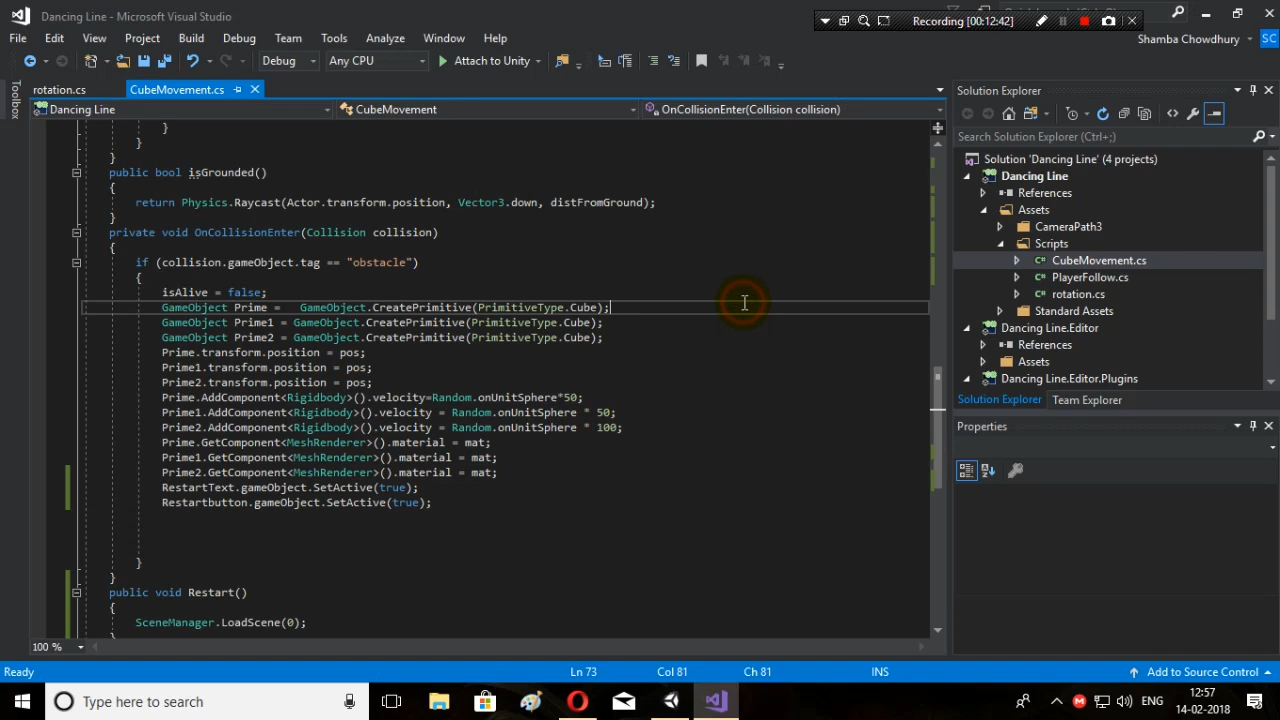 Dancing Line - Microsoft Visual Studio
Recording [00:12:42]
File Edit View Project Build Debug Team Tools Analyze Window Help
Shamba Chowdhury SC
Debug Any CPU Attach to Unity
Toolbox
rotation.cs CubeMovement.cs
Dancing Line CubeMovement OnCollisionEnter(Collision collision)
}
}
}
public bool isGrounded()
{
return Physics.Raycast(Actor.transform.position, Vector3.down, distFromGround);
}
private void OnCollisionEnter(Collision collision)
{
if (collision.gameObject.tag == "obstacle")
{
isAlive = false;
GameObject Prime =   GameObject.CreatePrimitive(PrimitiveType.Cube);
GameObject Prime1 = GameObject.CreatePrimitive(PrimitiveType.Cube);
GameObject Prime2 = GameObject.CreatePrimitive(PrimitiveType.Cube);
Prime.transform.position = pos;
Prime1.transform.position = pos;
Prime2.transform.position = pos;
Prime.AddComponent<Rigidbody>().velocity=Random.onUnitSphere*50;
Prime1.AddComponent<Rigidbody>().velocity = Random.onUnitSphere * 50;
Prime2.AddComponent<Rigidbody>().velocity = Random.onUnitSphere * 100;
Prime.GetComponent<MeshRenderer>().material = mat;
Prime1.GetComponent<MeshRenderer>().material = mat;
Prime2.GetComponent<MeshRenderer>().material = mat;
RestartText.gameObject.SetActive(true);
Restartbutton.gameObject.SetActive(true);
}
}
public void Restart()
{
SceneManager.LoadScene(0);
}
100 %
Solution Explorer
Search Solution Explorer (Ctrl+;)
Solution 'Dancing Line' (4 projects)
Dancing Line
References
Assets
CameraPath3
Scripts
C# CubeMovement.cs
C# PlayerFollow.cs
C# rotation.cs
Standard Assets
Dancing Line.Editor
References
Assets
Dancing Line.Editor.Plugins
Solution Explorer Team Explorer
Properties
Ready Ln 73 Col 81 Ch 81 INS Add to Source Control
Type here to search
ENG
12:57
14-02-2018